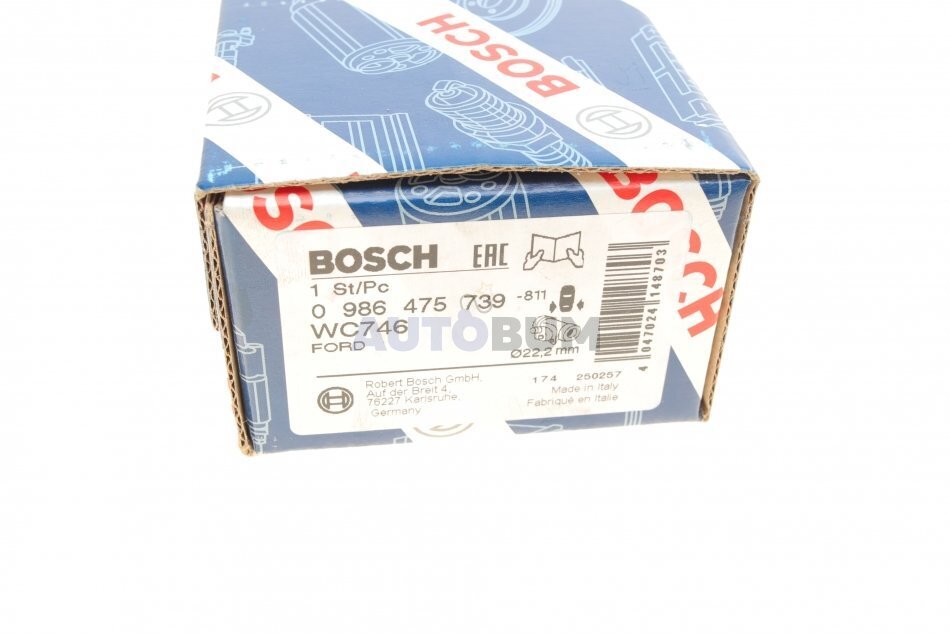 BOSCH
BOSCH
BOSCH EAC
1 St/Pc
0 986 475 739 -811
WC746
FORD
Ø22,2 mm
AUTOBUM
174 250257
Robert Bosch GmbH,
Auf der Breit 4,
76227 Karlsruhe,
Germany
Made in Italy
Fabriqué en Italie
4 047024 148703
sch